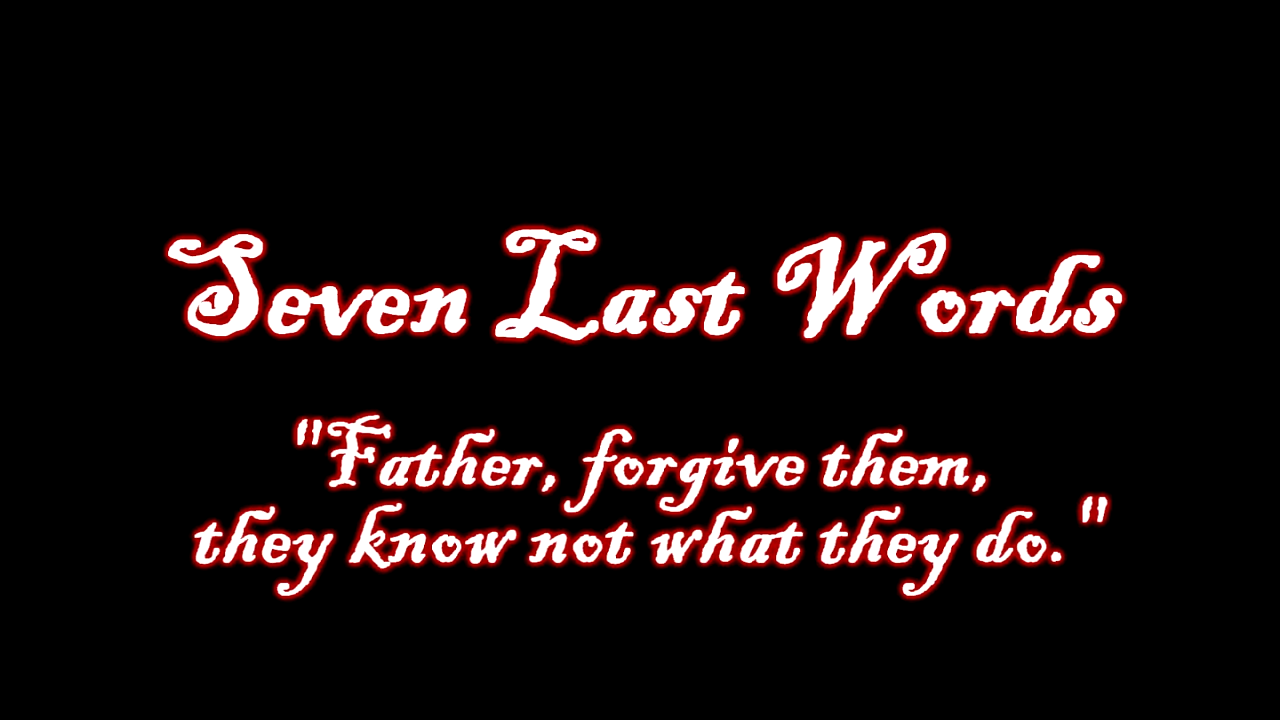 Seven Last Words
"Father, forgive them,
they know not what they do."